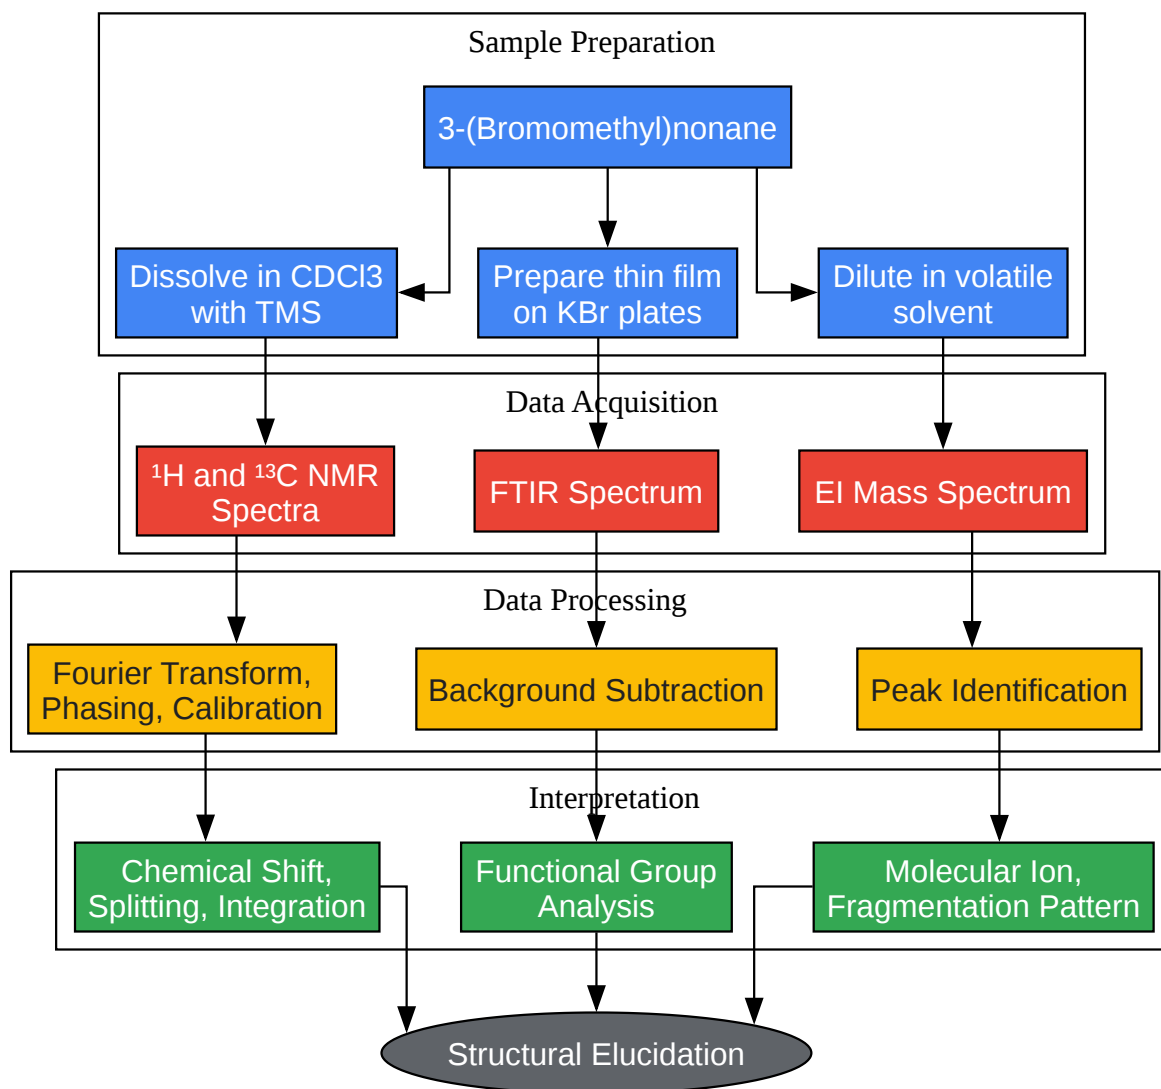 Sample Preparation
3-(Bromomethyl)nonane
Dissolve in CDCl3
with TMS
Prepare thin film
on KBr plates
Dilute in volatile
solvent
Data Acquisition
¹H and ¹³C NMR
Spectra
FTIR Spectrum
EI Mass Spectrum
Data Processing
Fourier Transform,
Phasing, Calibration
Background Subtraction
Peak Identification
Interpretation
Chemical Shift,
Splitting, Integration
Functional Group
Analysis
Molecular Ion,
Fragmentation Pattern
Structural Elucidation